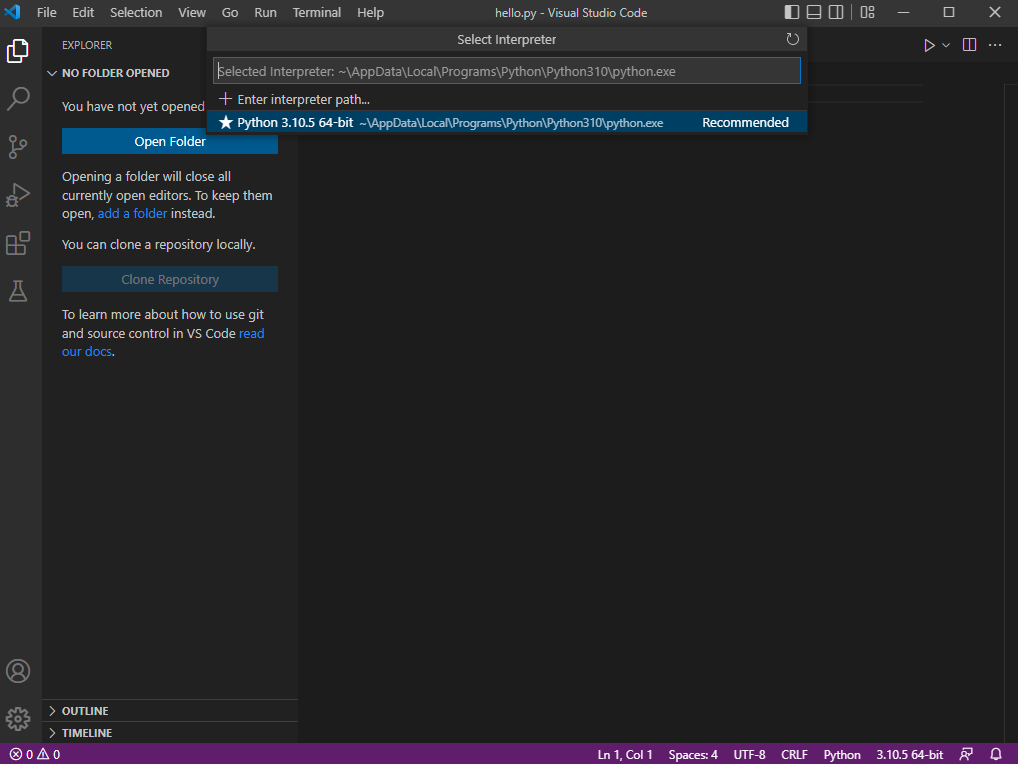 File Edit Selection View Go Run Terminal Help hello.py - Visual Studio Code
Select Interpreter
Selected Interpreter: ~\AppData\Local\Programs\Python\Python310\python.exe
Enter interpreter path...
Python 3.10.5 64-bit ~\AppData\Local\Programs\Python\Python310\python.exe Recommended
EXPLORER
NO FOLDER OPENED
You have not yet opened
Open Folder
Opening a folder will close all
currently open editors. To keep them
open, add a folder instead.
You can clone a repository locally.
Clone Repository
To learn more about how to use git
and source control in VS Code read
our docs.
OUTLINE
TIMELINE
0 0 Ln 1, Col 1 Spaces: 4 UTF-8 CRLF Python 3.10.5 64-bit